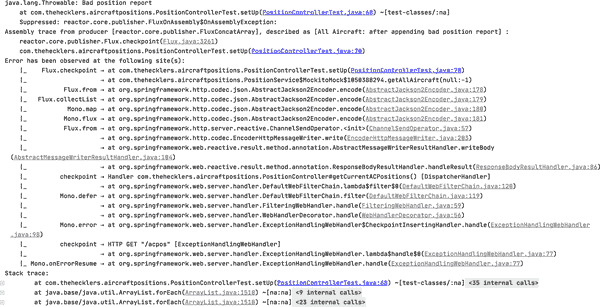 java.lang.Throwable: Bad position report
at com.thehecklers.aircraftpositions.PositionControllerTest.setUp(PositionControllerTest.java:68) ~[test-classes/:na]
Suppressed: reactor.core.publisher.FluxOnAssembly$OnAssemblyException:
Assembly trace from producer [reactor.core.publisher.FluxConcatArray], described as [All Aircraft: after appending bad position report] :
reactor.core.publisher.Flux.checkpoint(Flux.java:3261)
com.thehecklers.aircraftpositions.PositionControllerTest.setUp(PositionControllerTest.java:70)
Error has been observed at the following site(s):
|_ Flux.checkpoint → at com.thehecklers.aircraftpositions.PositionControllerTest.setUp(PositionControllerTest.java:70)
|_ → at com.thehecklers.aircraftpositions.PositionService$MockitoMock$1050388294.getAllAircraft(null:-1)
|_ Flux.from → at org.springframework.http.codec.json.AbstractJackson2Encoder.encode(AbstractJackson2Encoder.java:178)
|_ Flux.collectList → at org.springframework.http.codec.json.AbstractJackson2Encoder.encode(AbstractJackson2Encoder.java:179)
|_ Mono.map → at org.springframework.http.codec.json.AbstractJackson2Encoder.encode(AbstractJackson2Encoder.java:180)
|_ Mono.flux → at org.springframework.http.codec.json.AbstractJackson2Encoder.encode(AbstractJackson2Encoder.java:181)
|_ Flux.from → at org.springframework.http.server.reactive.ChannelSendOperator.<init>(ChannelSendOperator.java:57)
|_ → at org.springframework.http.codec.EncoderHttpMessageWriter.write(EncoderHttpMessageWriter.java:205)
|_ → at org.springframework.web.reactive.result.method.annotation.AbstractMessageWriterResultHandler.writeBody
(AbstractMessageWriterResultHandler.java:104)
|_ → at org.springframework.web.reactive.result.method.annotation.ResponseBodyResultHandler.handleResult(ResponseBodyResultHandler.java:86)
|_ checkpoint → Handler com.thehecklers.aircraftpositions.PositionController#getCurrentACPositions() [DispatcherHandler]
|_ → at org.springframework.web.server.handler.DefaultWebFilterChain.lambda$filter$0(DefaultWebFilterChain.java:120)
|_ Mono.defer → at org.springframework.web.server.handler.DefaultWebFilterChain.filter(DefaultWebFilterChain.java:119)
|_ → at org.springframework.web.server.handler.FilteringWebHandler.handle(FilteringWebHandler.java:59)
|_ → at org.springframework.web.server.handler.WebHandlerDecorator.handle(WebHandlerDecorator.java:56)
|_ Mono.error → at org.springframework.web.server.handler.ExceptionHandlingWebHandler$CheckpointInsertingHandler.handle(ExceptionHandlingWebHandler
.java:98)
|_ checkpoint → HTTP GET "/acpos" [ExceptionHandlingWebHandler]
|_ → at org.springframework.web.server.handler.ExceptionHandlingWebHandler.lambda$handle$0(ExceptionHandlingWebHandler.java:77)
|_ Mono.onErrorResume → at org.springframework.web.server.handler.ExceptionHandlingWebHandler.handle(ExceptionHandlingWebHandler.java:77)
Stack trace:
at com.thehecklers.aircraftpositions.PositionControllerTest.setUp(PositionControllerTest.java:68) ~[test-classes/:na] <35 internal calls>
at java.base/java.util.ArrayList.forEach(ArrayList.java:1510) ~[na:na] <9 internal calls>
at java.base/java.util.ArrayList.forEach(ArrayList.java:1510) ~[na:na] <23 internal calls>